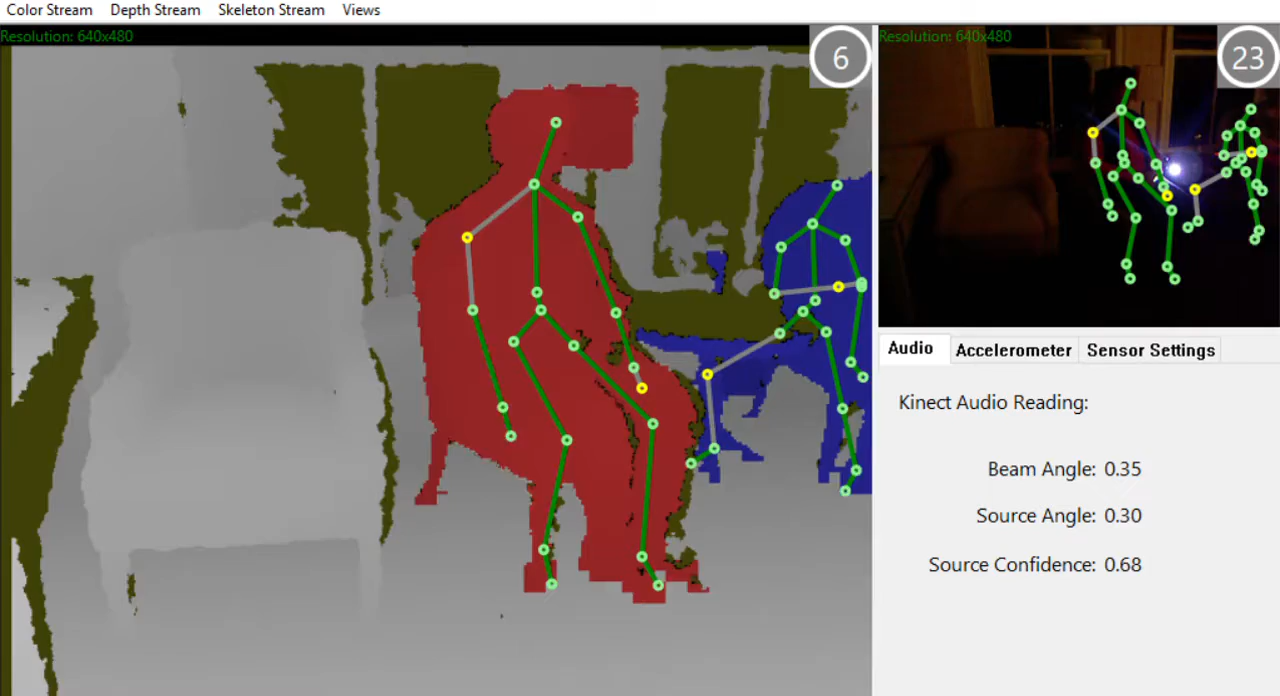 Color Stream Depth Stream Skeleton Stream Views
Resolution: 640x480
6
Resolution: 640x480
23
Audio Accelerometer Sensor Settings
Kinect Audio Reading:
Beam Angle: 0.35
Source Angle: 0.30
Source Confidence: 0.68